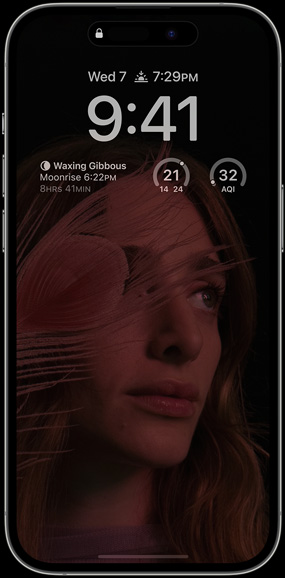 Wed 7 7:29PM
9:41
Waxing Gibbous
Moonrise 6:22PM
8HRS 41MIN
21
14 24
32
AQI